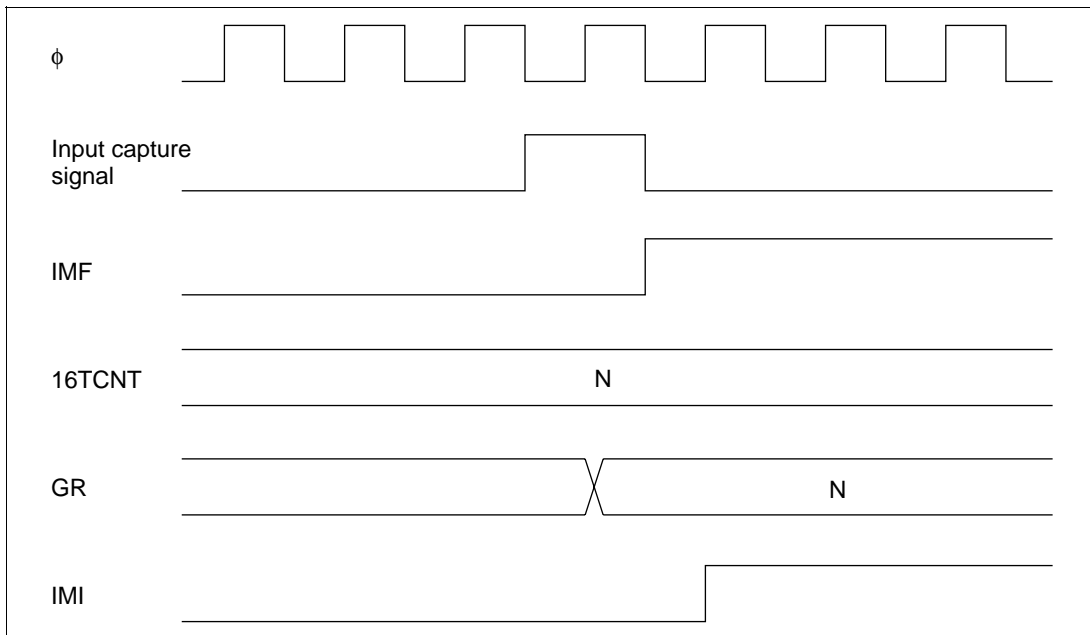 ϕ
Input capture
signal
IMF
16TCNT
N
GR
N
IMI